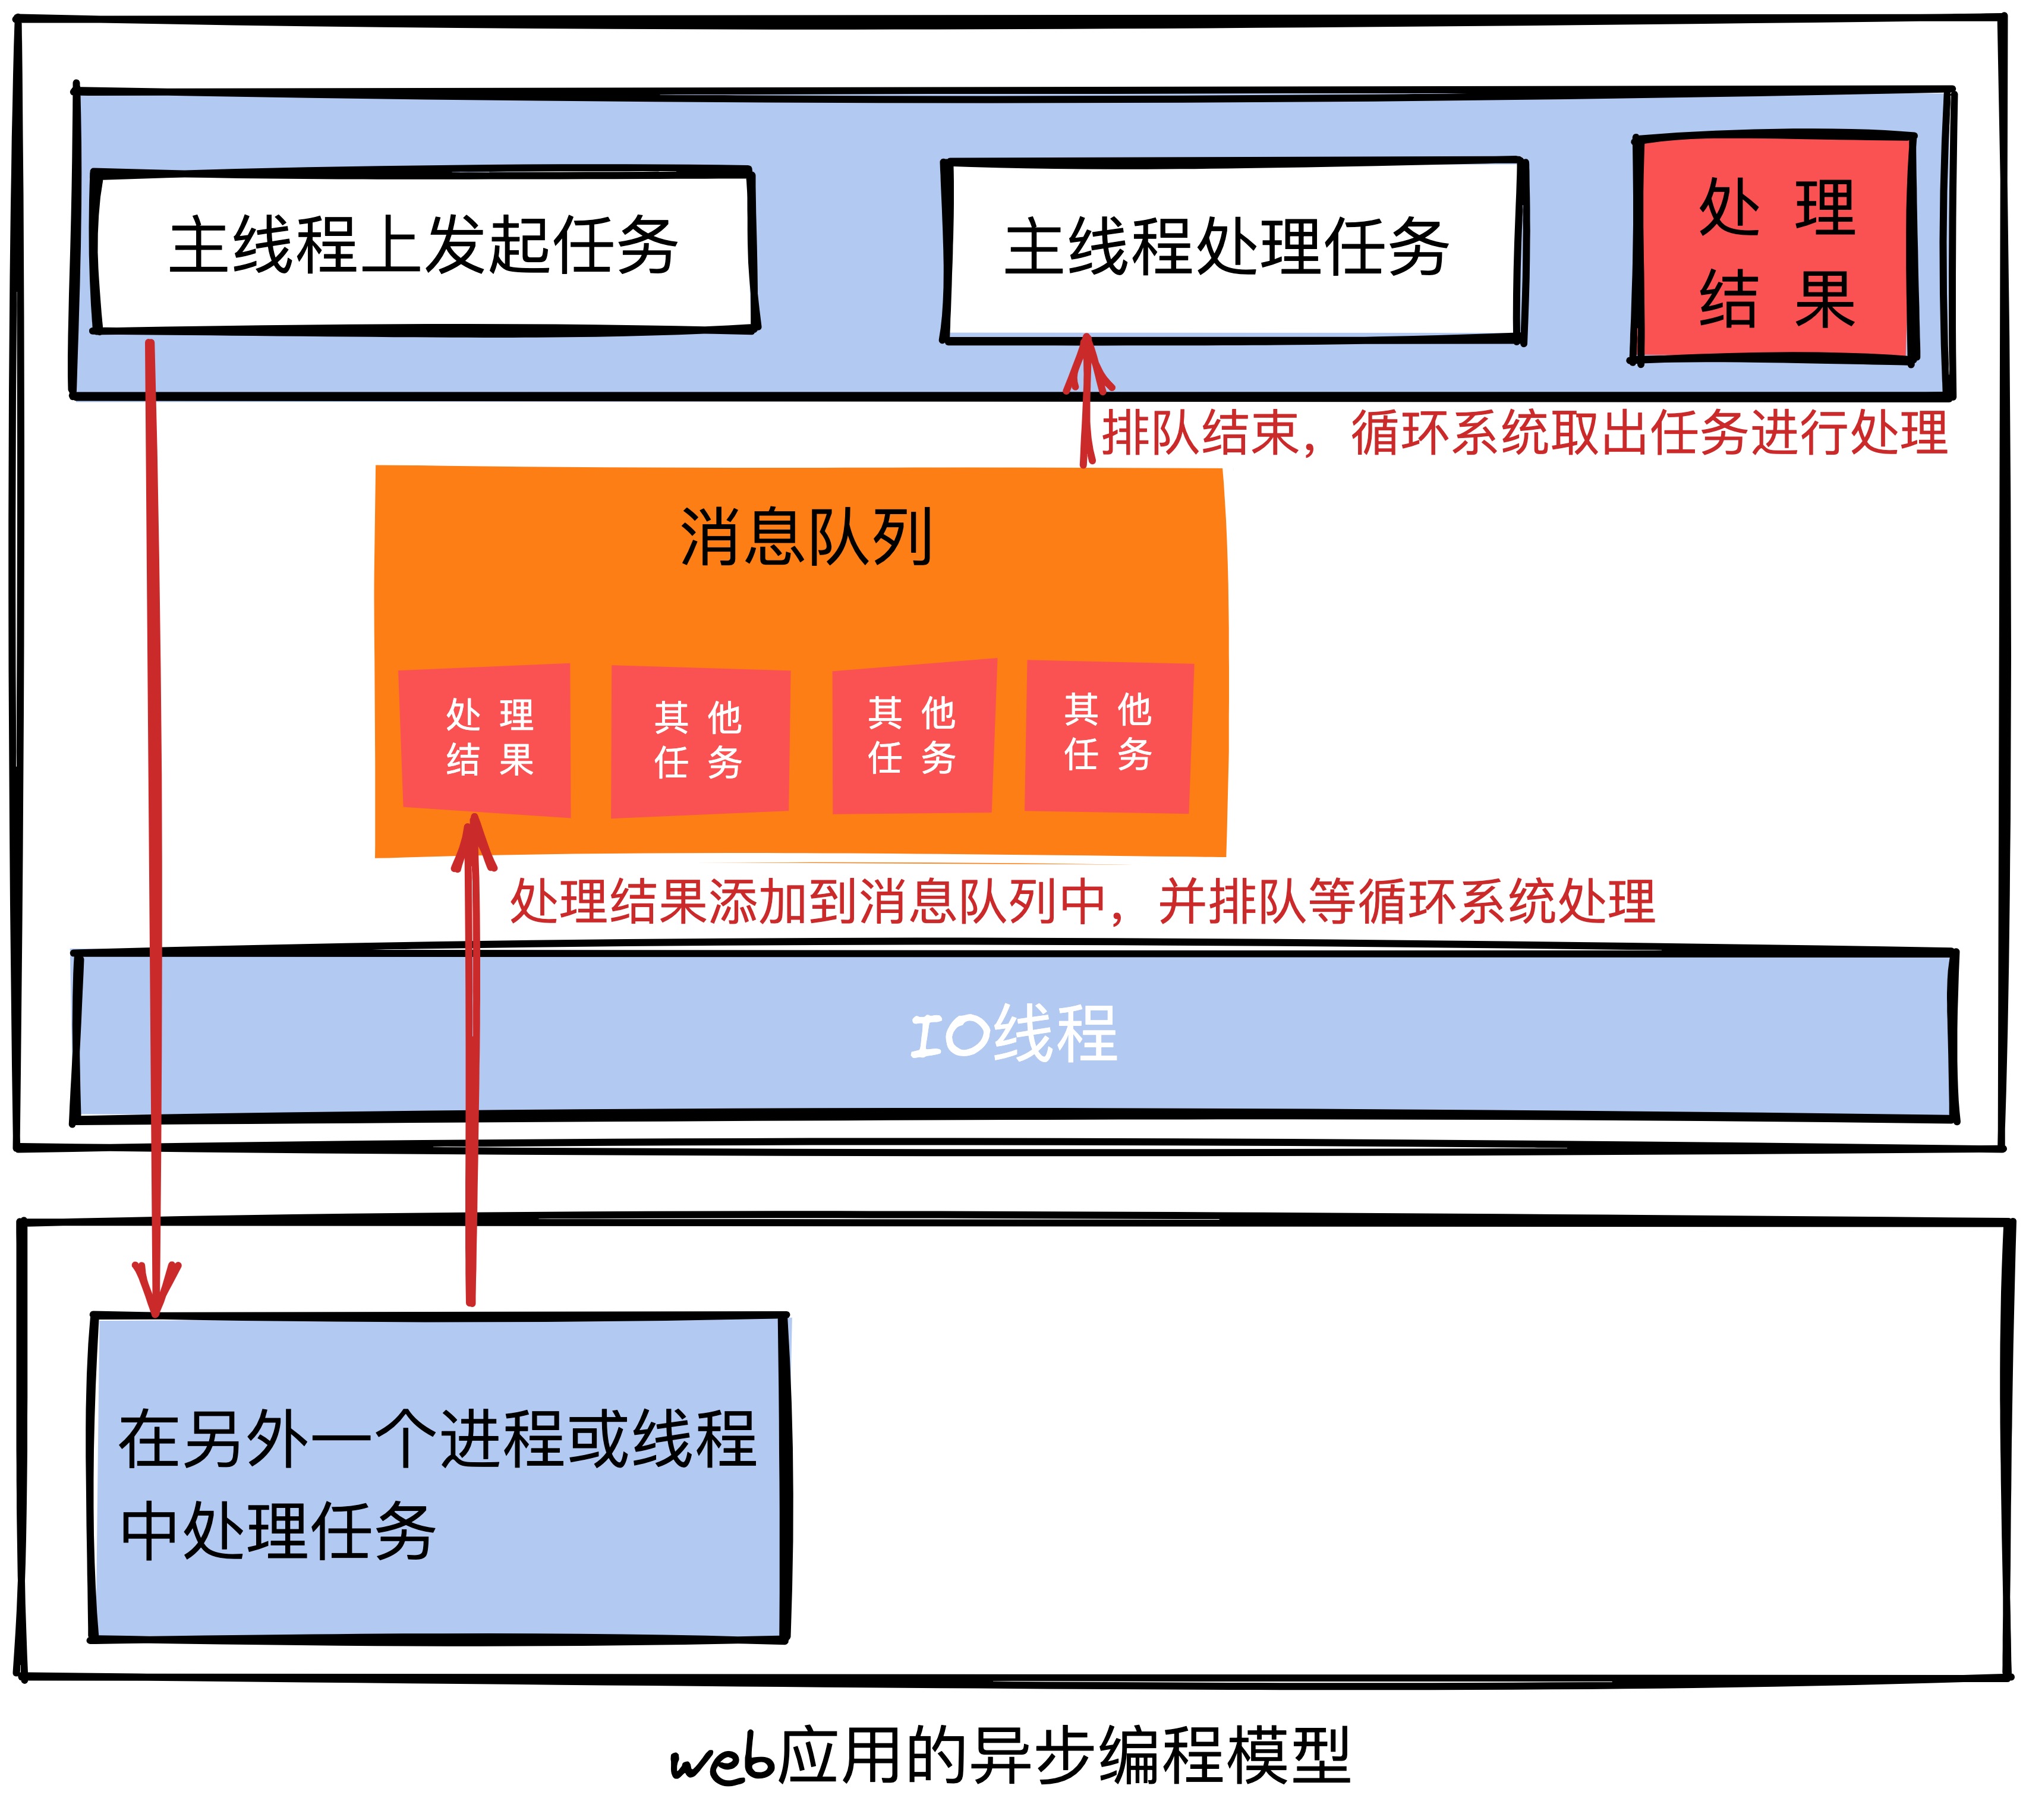 主线程上发起任务
主线程处理任务
处 理
结 果
排队结束，循环系统取出任务进行处理
消息队列
处 理
结 果
其 他
任 务
其 他
任 务
其 他
任 务
处理结果添加到消息队列中，并排队等循环系统处理
IO线程
在另外一个进程或线程
中处理任务
web应用的异步编程模型